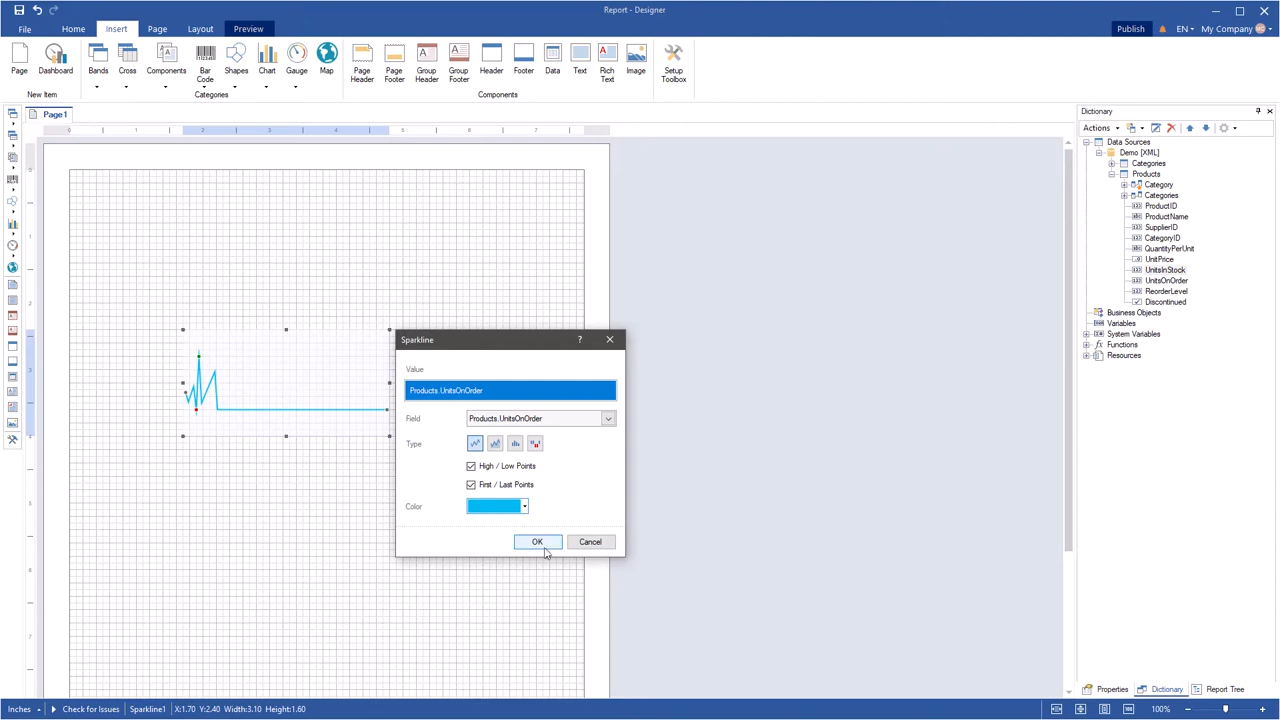 Report - Designer
File Home Insert Page Layout Preview
Publish EN My Company
Page Dashboard Bands Cross Components Bar Code Shapes Chart Gauge Map Page Header Page Footer Group Header Group Footer Header Footer Data Text Rich Text Image Setup Toolbox
New Item Categories Components
Page1
Dictionary
Actions
Data Sources
Demo [XML]
Categories
Products
Category
Categories
ProductID
ProductName
SupplierID
CategoryID
QuantityPerUnit
UnitPrice
UnitsInStock
UnitsOnOrder
ReorderLevel
Discontinued
Business Objects
Variables
System Variables
Functions
Resources
Sparkline
Value
Products.UnitsOnOrder
Field Products.UnitsOnOrder
Type
High / Low Points
First / Last Points
Color
OK Cancel
Properties Dictionary Report Tree
Inches Check for Issues Sparkline1 X:1.70 Y:2.40 Width:3.10 Height:1.60 100%